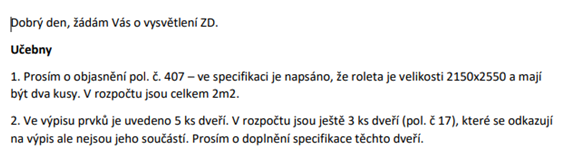 Dobrý den, žádám Vás o vysvětlení ZD.
Učebny
1. Prosím o objasnění pol. č. 407 – ve specifikaci je napsáno, že roleta je velikosti 2150x2550 a mají
být dva kusy. V rozpočtu jsou celkem 2m2.
2. Ve výpisu prvků je uvedeno 5 ks dveří. V rozpočtu jsou ještě 3 ks dveří (pol. č 17), které se odkazují
na výpis ale nejsou jeho součástí. Prosím o doplnění specifikace těchto dveří.